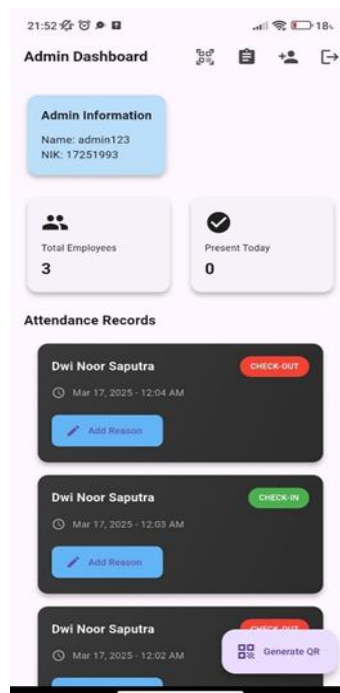 21:52
18%
Admin Dashboard
Admin Information
Name: admin123
NIK: 17251993
Total Employees
3
Present Today
0
Attendance Records
Dwi Noor Saputra
CHECK-OUT
Mar 17, 2025 - 12:04 AM
Add Reason
Dwi Noor Saputra
CHECK-IN
Mar 17, 2025 - 12:03 AM
Add Reason
Dwi Noor Saputra
CHECK-OUT
Mar 17, 2025 - 12:02 AM
Generate QR